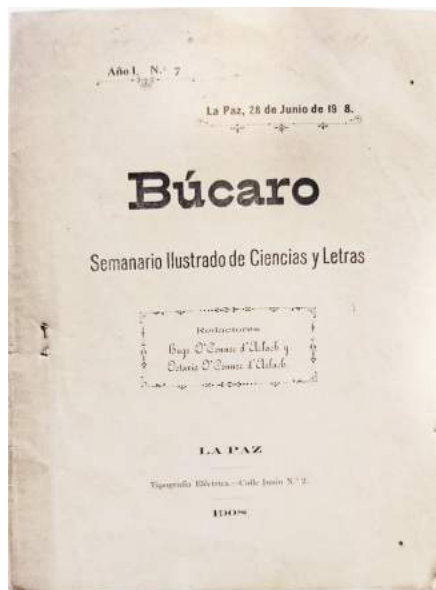 Año I. N.º 7
La Paz, 28 de Junio de 19 8.
Búcaro
Semanario Ilustrado de Ciencias y Letras
Redactores
Hugo O'Connor d'Arlach y
Octavio O'Connor d'Arlach
LA PAZ
Tipografía Eléctrica.—Calle Junín N.º 2.
1908